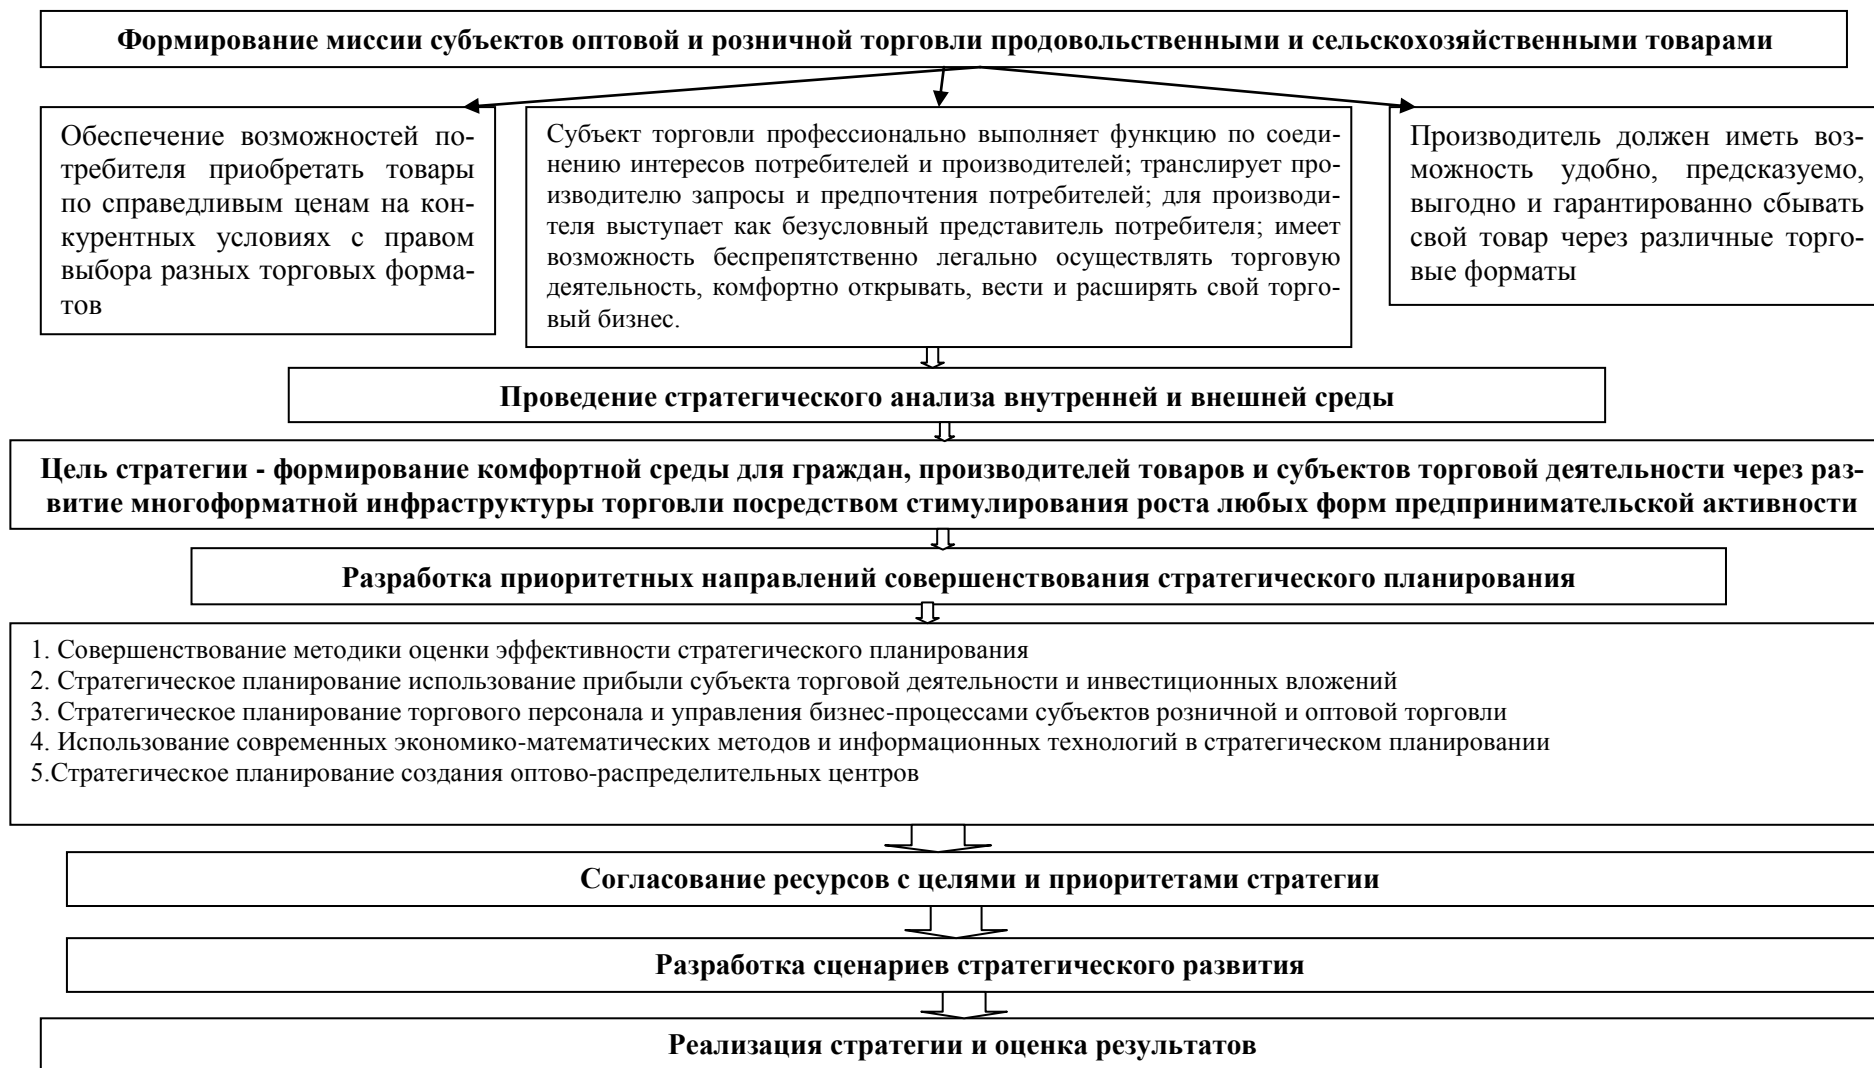 Формирование миссии субъектов оптовой и розничной торговли продовольственными и сельскохозяйственными товарами
Обеспечение возможностей по-
требителя приобретать товары
по справедливым ценам на кон-
курентных условиях с правом
выбора разных торговых форма-
тов
Субъект торговли профессионально выполняет функцию по соеди-
нению интересов потребителей и производителей; транслирует про-
изводителю запросы и предпочтения потребителей; для производи-
теля выступает как безусловный представитель потребителя; имеет
возможность беспрепятственно легально осуществлять торговую
деятельность, комфортно открывать, вести и расширять свой торго-
вый бизнес.
Производитель должен иметь воз-
можность удобно, предсказуемо,
выгодно и гарантированно сбывать
свой товар через различные торго-
вые форматы
Проведение стратегического анализа внутренней и внешней среды
Цель стратегии - формирование комфортной среды для граждан, производителей товаров и субъектов торговой деятельности через раз-
витие многоформатной инфраструктуры торговли посредством стимулирования роста любых форм предпринимательской активности
Разработка приоритетных направлений совершенствования стратегического планирования
1. Совершенствование методики оценки эффективности стратегического планирования
2. Стратегическое планирование использование прибыли субъекта торговой деятельности и инвестиционных вложений
3. Стратегическое планирование торгового персонала и управления бизнес-процессами субъектов розничной и оптовой торговли
4. Использование современных экономико-математических методов и информационных технологий в стратегическом планировании
5.Стратегическое планирование создания оптово-распределительных центров
Согласование ресурсов с целями и приоритетами стратегии
Разработка сценариев стратегического развития
Реализация стратегии и оценка результатов